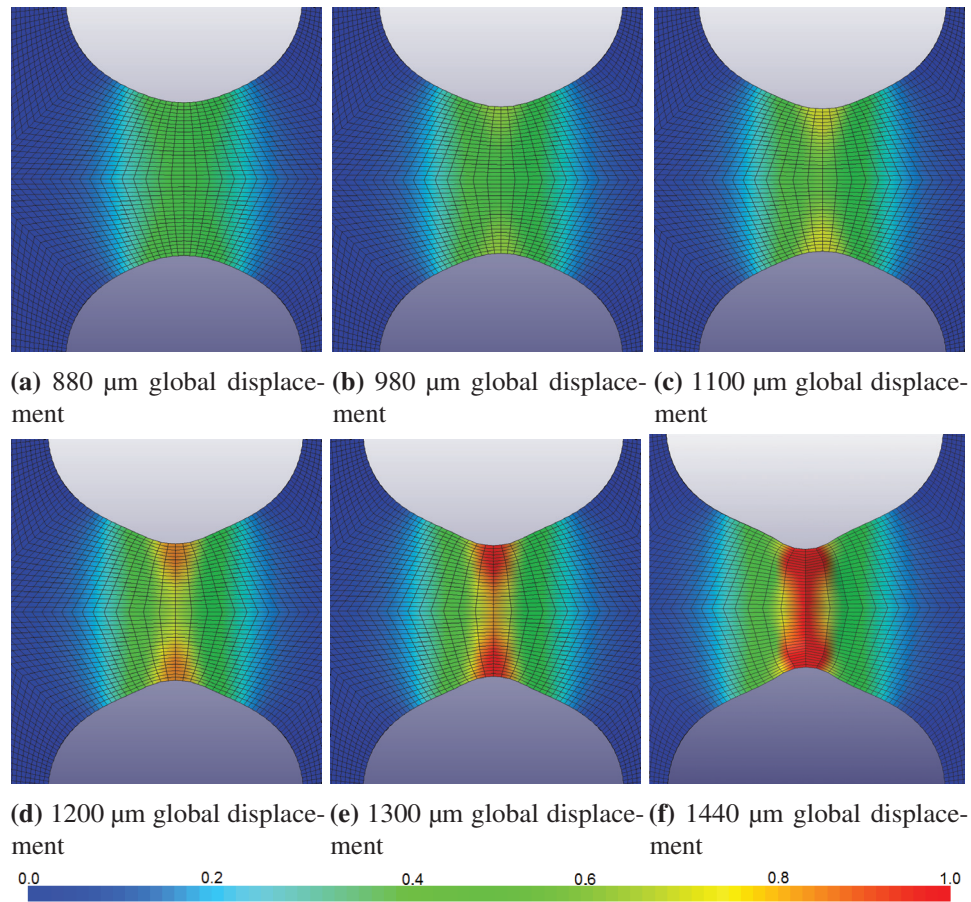 (a) 880 µm global displace-
ment
(b) 980 µm global displace-
ment
(c) 1100 µm global displace-
ment
(d) 1200 µm global displace-
ment
(e) 1300 µm global displace-
ment
(f) 1440 µm global displace-
ment
0.0 0.2 0.4 0.6 0.8 1.0